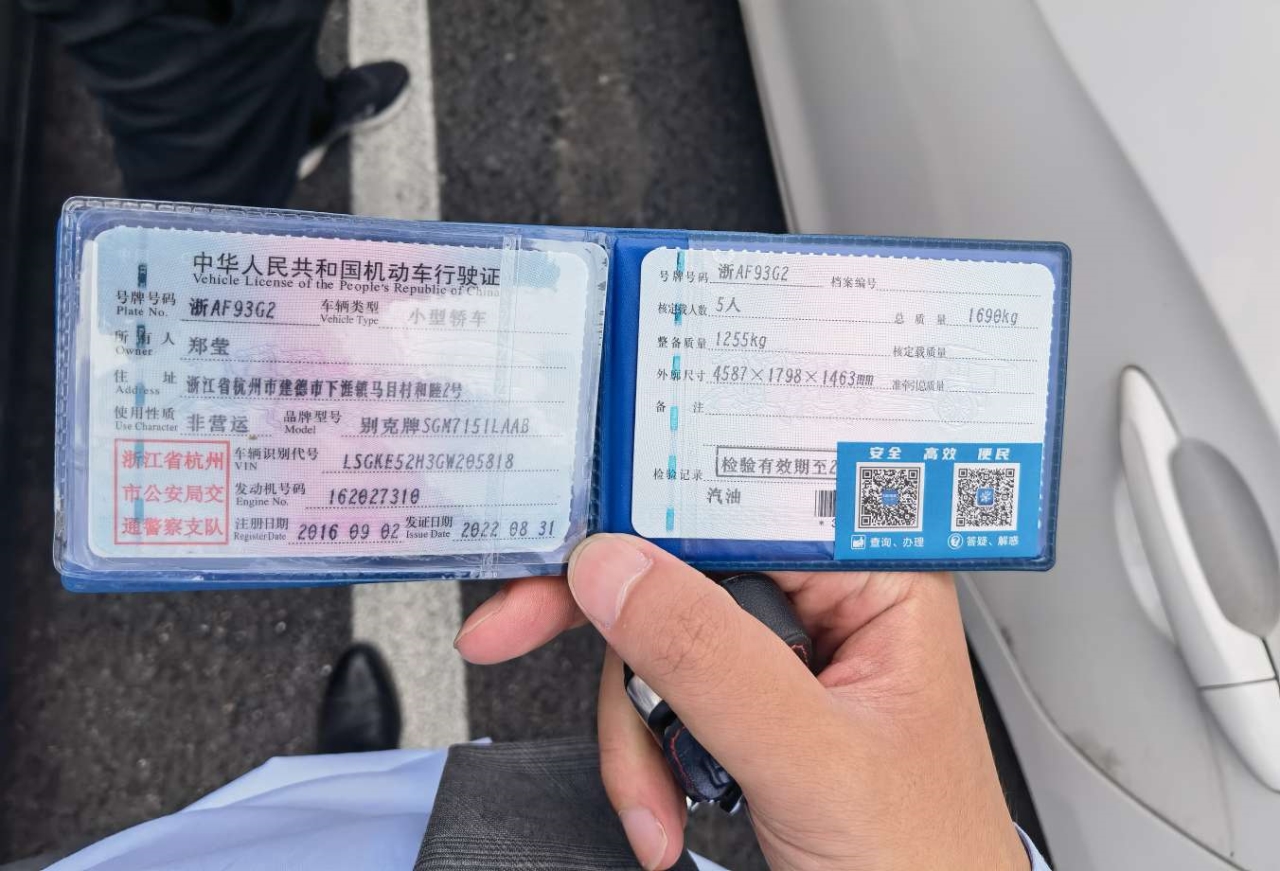 中华人民共和国机动车行驶证
Vehicle License of the People's Republic of China
号牌号码 Plate No. 浙AF93G2 车辆类型 Vehicle Type 小型轿车
所有人 Owner 郑莹
住址 Address 浙江省杭州市建德市下涯镇马目村和睦2号
使用性质 Use Character 非营运 品牌型号 Model 别克牌SGM7151LAAB
浙江省杭州市公安局交通警察支队
车辆识别代号 VIN LSGKE52H3GW205818
发动机号码 Engine No. 162027310
注册日期 Register Date 2016 09 02 发证日期 Issue Date 2022 08 31
号牌号码 浙AF93G2 档案编号
核定载人数 5人 总质量 1690kg
整备质量 1255kg 核定载质量
外廓尺寸 4587×1798×1463mm 准牵引总质量
备注
检验记录 检验有效期至2
汽油
安全 高效 便民
查询、办理 答疑、解惑